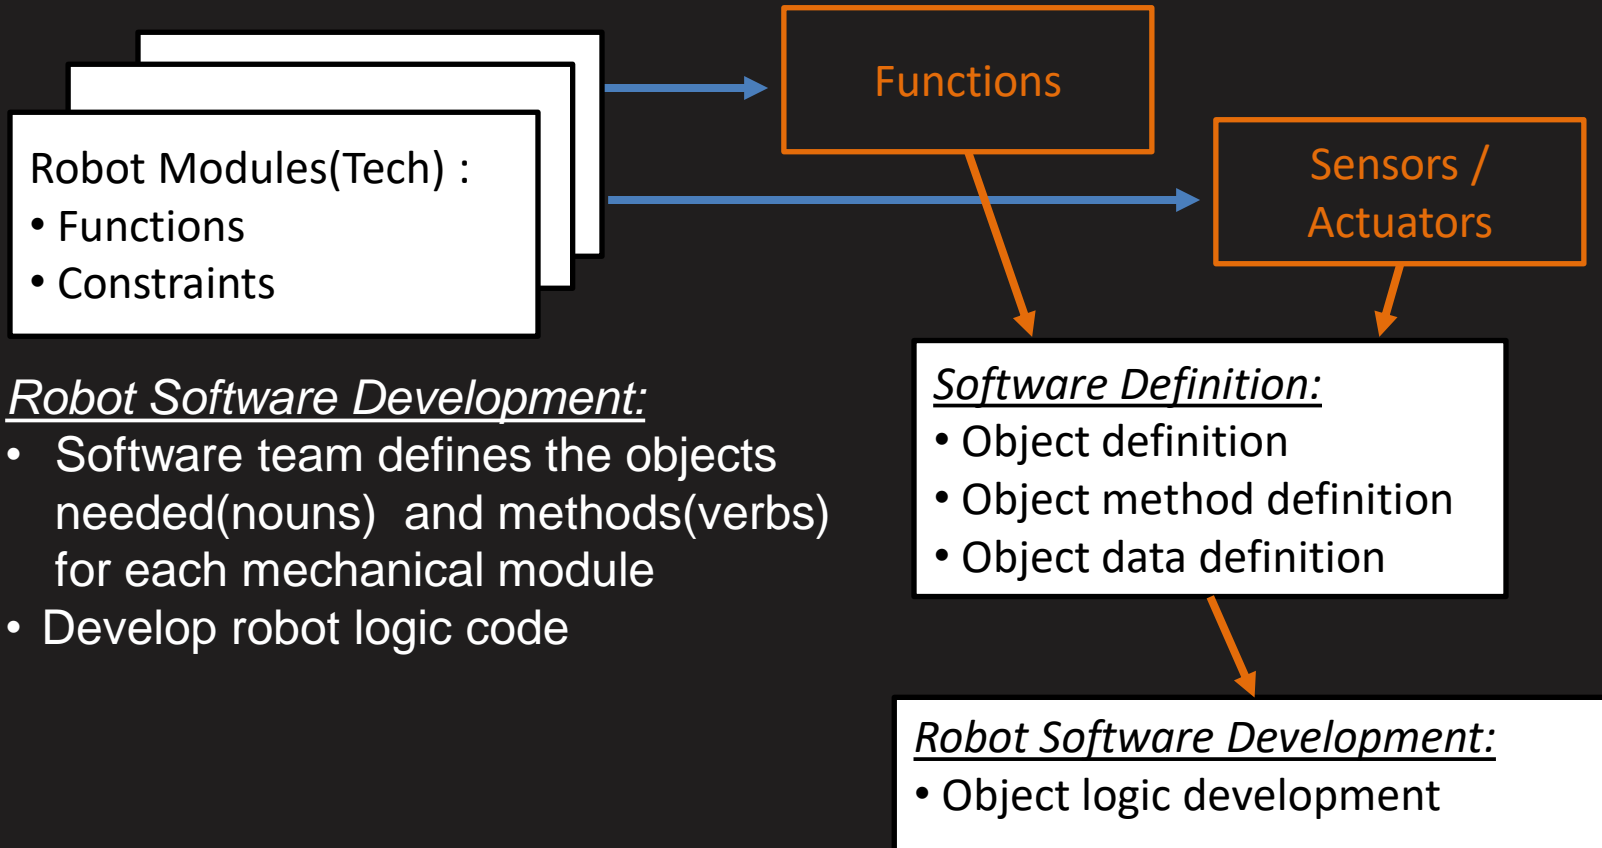 Functions
Sensors /
Actuators
Robot Modules(Tech) :
• Functions
• Constraints
Robot Software Development:
• Software team defines the objects
needed(nouns)  and methods(verbs)
for each mechanical module
• Develop robot logic code
Software Definition:
• Object definition
• Object method definition
• Object data definition
Robot Software Development:
• Object logic development